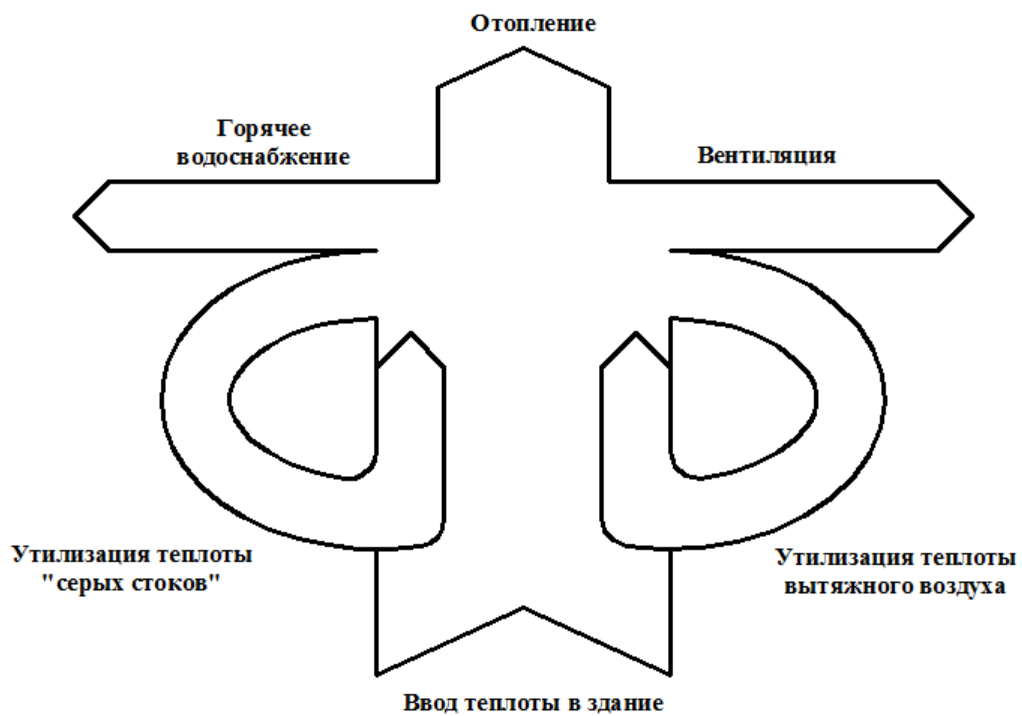 Отопление
Горячее
водоснабжение
Вентиляция
Утилизация теплоты
"серых стоков"
Утилизация теплоты
вытяжного воздуха
Ввод теплоты в здание